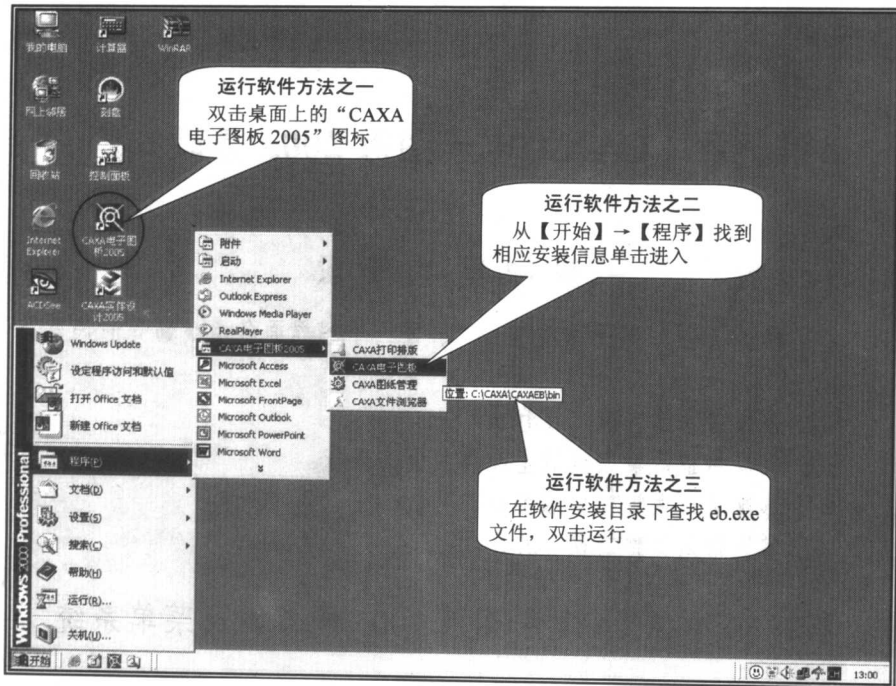 我的电脑
计算器
WinRAR
网上邻居
刻盘
回收站
控制面板
Internet
Explorer
CAXA电子图
板2005
ACDSee
CAXA实体设
计2005
运行软件方法之一
双击桌面上的“CAXA
电子图板 2005”图标
运行软件方法之二
从【开始】→【程序】找到
相应安装信息单击进入
附件
启动
Internet Explorer
Outlook Express
Windows Media Player
RealPlayer
CAXA电子图板2005
Microsoft Access
Microsoft Excel
Microsoft FrontPage
Microsoft Outlook
Microsoft PowerPoint
Microsoft Word
CAXA打印排版
CAXA电子图板
CAXA图纸管理
CAXA文件浏览器
位置: C:\CAXA\CAXAEB\bin
运行软件方法之三
在软件安装目录下查找 eb.exe
文件，双击运行
Windows 2000 Professional
Windows Update
设定程序访问和默认值
打开 Office 文档
新建 Office 文档
程序(P)
文档(D)
设置(S)
搜索(C)
帮助(H)
运行(R)...
关机(U)...
开始
13:00